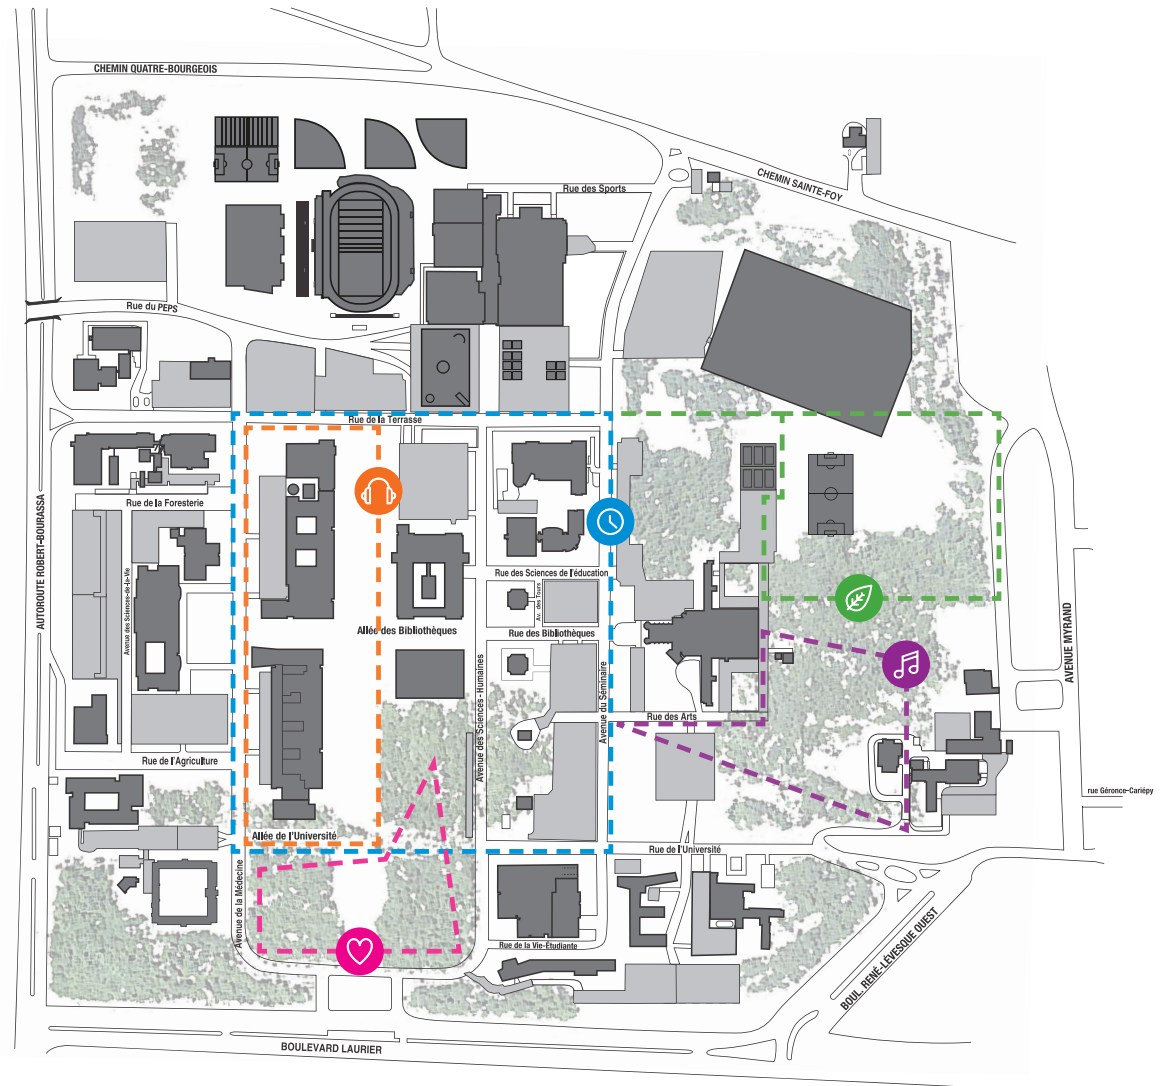 CHEMIN QUATRE-BOURGEOIS
CHEMIN SAINTE-FOY
Rue des Sports
Rue du PEPS
Rue de la Terrasse
AUTOROUTE ROBERT-BOURASSA
Rue de la Foresterie
Avenue des Sciences-de-la-Vie
Rue des Sciences de l'éducation
Av. des Tours
Allée des Bibliothèques
Rue des Bibliothèques
Avenue des Sciences-Humaines
Avenue du Séminaire
Rue des Arts
AVENUE MYRAND
Rue de l'Agriculture
rue Géronce-Cariépy
Allée de l'Université
Rue de l'Université
Avenue de la Médecine
Rue de la Vie-Étudiante
BOUL. RENÉ-LÉVESQUE OUEST
BOULEVARD LAURIER